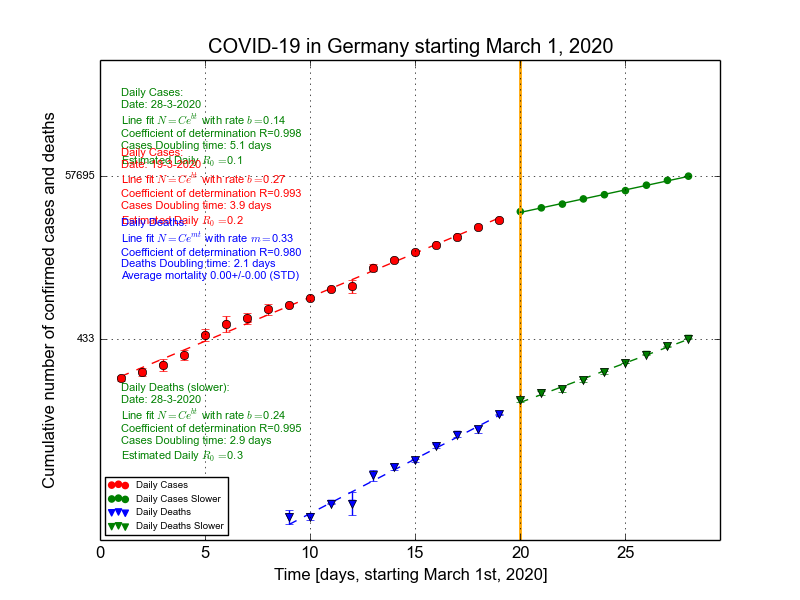 COVID-19 in Germany starting March 1, 2020
Cumulative number of confirmed cases and deaths
57695
433
Daily Cases:
Date: 28-3-2020
Line fit N=Ce^{bt} with rate b=0.14
Coefficient of determination R=0.998
Cases Doubling time: 5.1 days
Estimated Daily R_0=0.1
Daily Cases:
Date: 19-3-2020
Line fit N=Ce^{bt} with rate b=0.27
Coefficient of determination R=0.993
Cases Doubling time: 3.9 days
Estimated Daily R_0=0.2
Daily Deaths:
Line fit N=Ce^{mt} with rate m=0.33
Coefficient of determination R=0.980
Deaths Doubling time: 2.1 days
Average mortality 0.00+/-0.00 (STD)
Daily Deaths (slower):
Date: 28-3-2020
Line fit N=Ce^{bt} with rate b=0.24
Coefficient of determination R=0.995
Cases Doubling time: 2.9 days
Estimated Daily R_0=0.3
Daily Cases
Daily Cases Slower
Daily Deaths
Daily Deaths Slower
0 5 10 15 20 25
Time [days, starting March 1st, 2020]